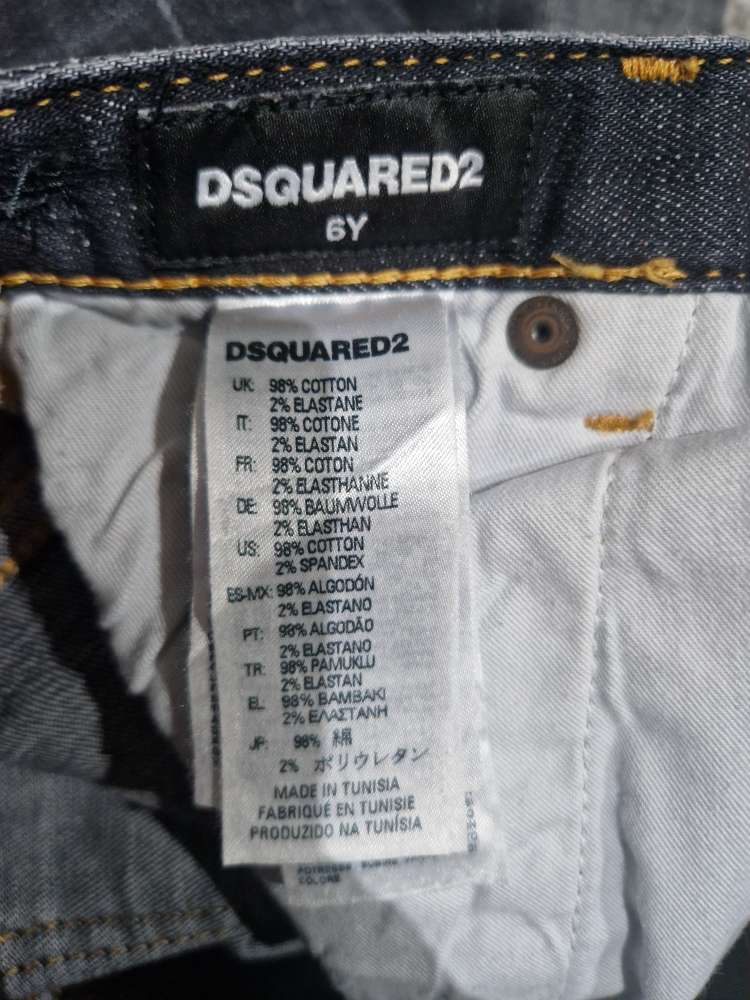 DSQUARED2
6Y
DSQUARED2
UK: 98% COTTON
2% ELASTANE
IT: 98% COTONE
2% ELASTAN
FR: 98% COTON
2% ELASTHANNE
DE: 98% BAUMWOLLE
2% ELASTHAN
US: 98% COTTON
2% SPANDEX
ES-MX: 98% ALGODÓN
2% ELASTANO
PT: 98% ALGODÃO
2% ELASTANO
TR: 98% PAMUKLU
2% ELASTAN
EL: 98% ΒΑΜΒΑΚΙ
2% ΕΛΑΣΤΑΝΗ
JP: 98% 綿
2% ポリウレタン
MADE IN TUNISIA
FABRIQUÉ EN TUNISIE
PRODUZIDO NA TUNÍSIA
COLORE